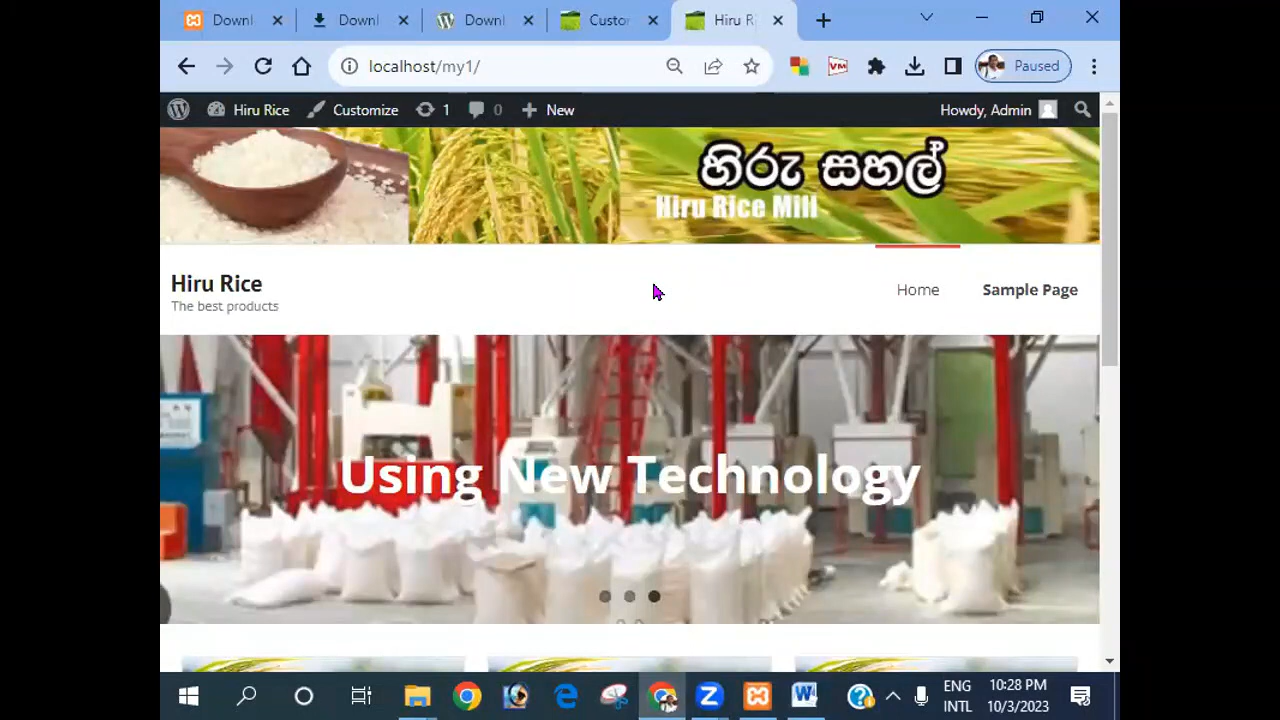 Downl
Downl
Downl
Custor
Hiru R
localhost/my1/
Paused
Hiru Rice
Customize
1
0
New
Howdy, Admin
හිරු සහල්
Hiru Rice Mill
Hiru Rice
The best products
Home
Sample Page
Using New Technology
ENG
INTL
10:28 PM
10/3/2023